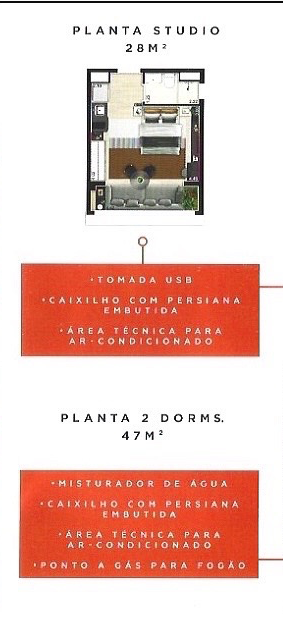 PLANTA STUDIO
28M²
•TOMADA USB
•CAIXILHO COM PERSIANA
EMBUTIDA
•ÁREA TÉCNICA PARA
AR-CONDICIONADO
PLANTA 2 DORMS.
47M²
•MISTURADOR DE ÁGUA
•CAIXILHO COM PERSIANA
EMBUTIDA
•ÁREA TÉCNICA PARA
AR-CONDICIONADO
•PONTO A GÁS PARA FOGÃO